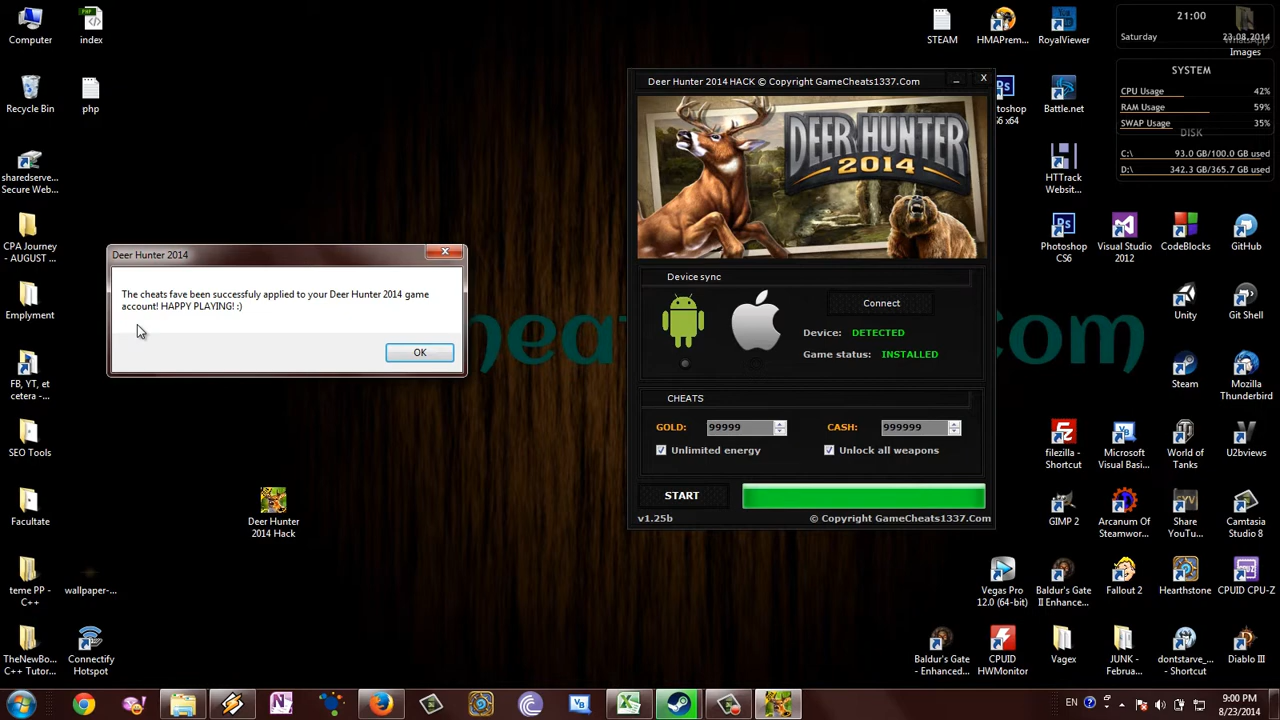 Computer
index
Recycle Bin
php
sharedserve...
Secure Web...
CPA Journey
- AUGUST ...
Emplyment
FB, YT, et
cetera -...
SEO Tools
Facultate
teme PP -
C++
wallpaper-...
TheNewBo...
C++ Tutor...
Connectify
Hotspot
Deer Hunter
2014 Hack
Deer Hunter 2014
The cheats fave been successfuly applied to your Deer Hunter 2014 game
account! HAPPY PLAYING! :)
OK
Deer Hunter 2014 HACK © Copyright GameCheats1337.Com
X
DEER HUNTER
2014
Device sync
Connect
Device: DETECTED
Game status: INSTALLED
CHEATS
GOLD: 99999
CASH: 999999
Unlimited energy
Unlock all weapons
START
v1.25b
© Copyright GameCheats1337.Com
STEAM
HMAPrem...
RoyalViewer
21:00
Saturday
23.08.2014
Images
SYSTEM
CPU Usage 42%
RAM Usage 59%
SWAP Usage 35%
DISK
C:\ 93.0 GB/100.0 GB used
D:\ 342.3 GB/365.7 GB used
Battle.net
HTTrack
Websit...
Photoshop
CS6
Visual Studio
2012
CodeBlocks
GitHub
Unity
Git Shell
Steam
Mozilla
Thunderbird
filezilla -
Shortcut
Microsoft
Visual Basi...
World of
Tanks
U2bviews
GIMP 2
Arcanum Of
Steamwor...
Share
YouTu...
Camtasia
Studio 8
Vegas Pro
12.0 (64-bit)
Baldur's Gate
II Enhance...
Fallout 2
Hearthstone
CPUID CPU-Z
Baldur's Gate
- Enhanced...
CPUID
HWMonitor
Vagex
JUNK -
Februa...
dontstarve_...
- Shortcut
Diablo III
EN
9:00 PM
8/23/2014